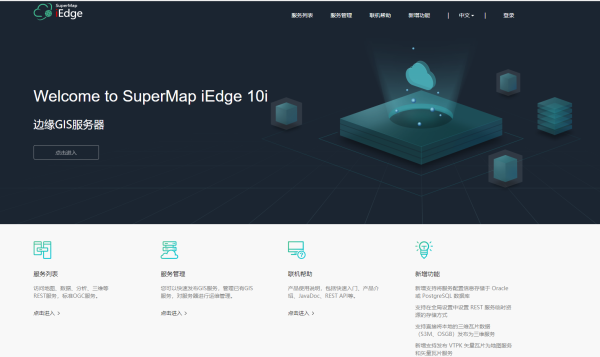 SuperMap
iEdge
服务列表 服务管理 联机帮助 新增功能 中文 登录
Welcome to SuperMap iEdge 10i
边缘GIS服务器
点击进入
服务列表
访问地图、数据、分析、三维等
REST服务、标准OGC服务。
点击进入 >
服务管理
您可以快速发布GIS服务、管理已有GIS
服务，对服务器进行运维管理。
点击进入 >
联机帮助
产品使用说明，包括快速入门、产品介
绍、JavaDoc、REST API等。
点击进入 >
新增功能
新增支持将服务配置信息存储于 Oracle
或 PostgreSQL 数据库
支持在全局设置中设置 REST 服务临时资
源的存储方式
支持直接将本地的三维瓦片数据
（S3M、OSGB）发布为三维服务
新增支持发布 VTPK 矢量瓦片为地图服务
和矢量瓦片服务